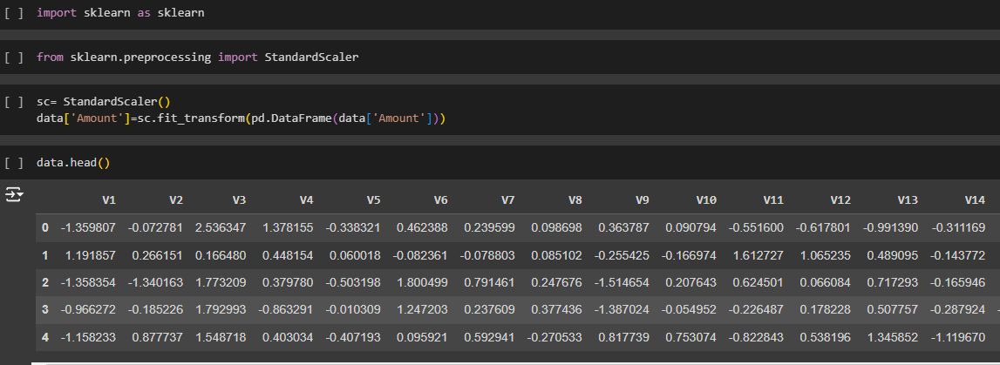 [ ] import sklearn as sklearn
[ ] from sklearn.preprocessing import StandardScaler
[ ] sc= StandardScaler()
data['Amount']=sc.fit_transform(pd.DataFrame(data['Amount']))
[ ] data.head()
V1 V2 V3 V4 V5 V6 V7 V8 V9 V10 V11 V12 V13 V14
0 -1.359807 -0.072781 2.536347 1.378155 -0.338321 0.462388 0.239599 0.098698 0.363787 0.090794 -0.551600 -0.617801 -0.991390 -0.311169
1 1.191857 0.266151 0.166480 0.448154 0.060018 -0.082361 -0.078803 0.085102 -0.255425 -0.166974 1.612727 1.065235 0.489095 -0.143772
2 -1.358354 -1.340163 1.773209 0.379780 -0.503198 1.800499 0.791461 0.247676 -1.514654 0.207643 0.624501 0.066084 0.717293 -0.165946
3 -0.966272 -0.185226 1.792993 -0.863291 -0.010309 1.247203 0.237609 0.377436 -1.387024 -0.054952 -0.226487 0.178228 0.507757 -0.287924
4 -1.158233 0.877737 1.548718 0.403034 -0.407193 0.095921 0.592941 -0.270533 0.817739 0.753074 -0.822843 0.538196 1.345852 -1.119670